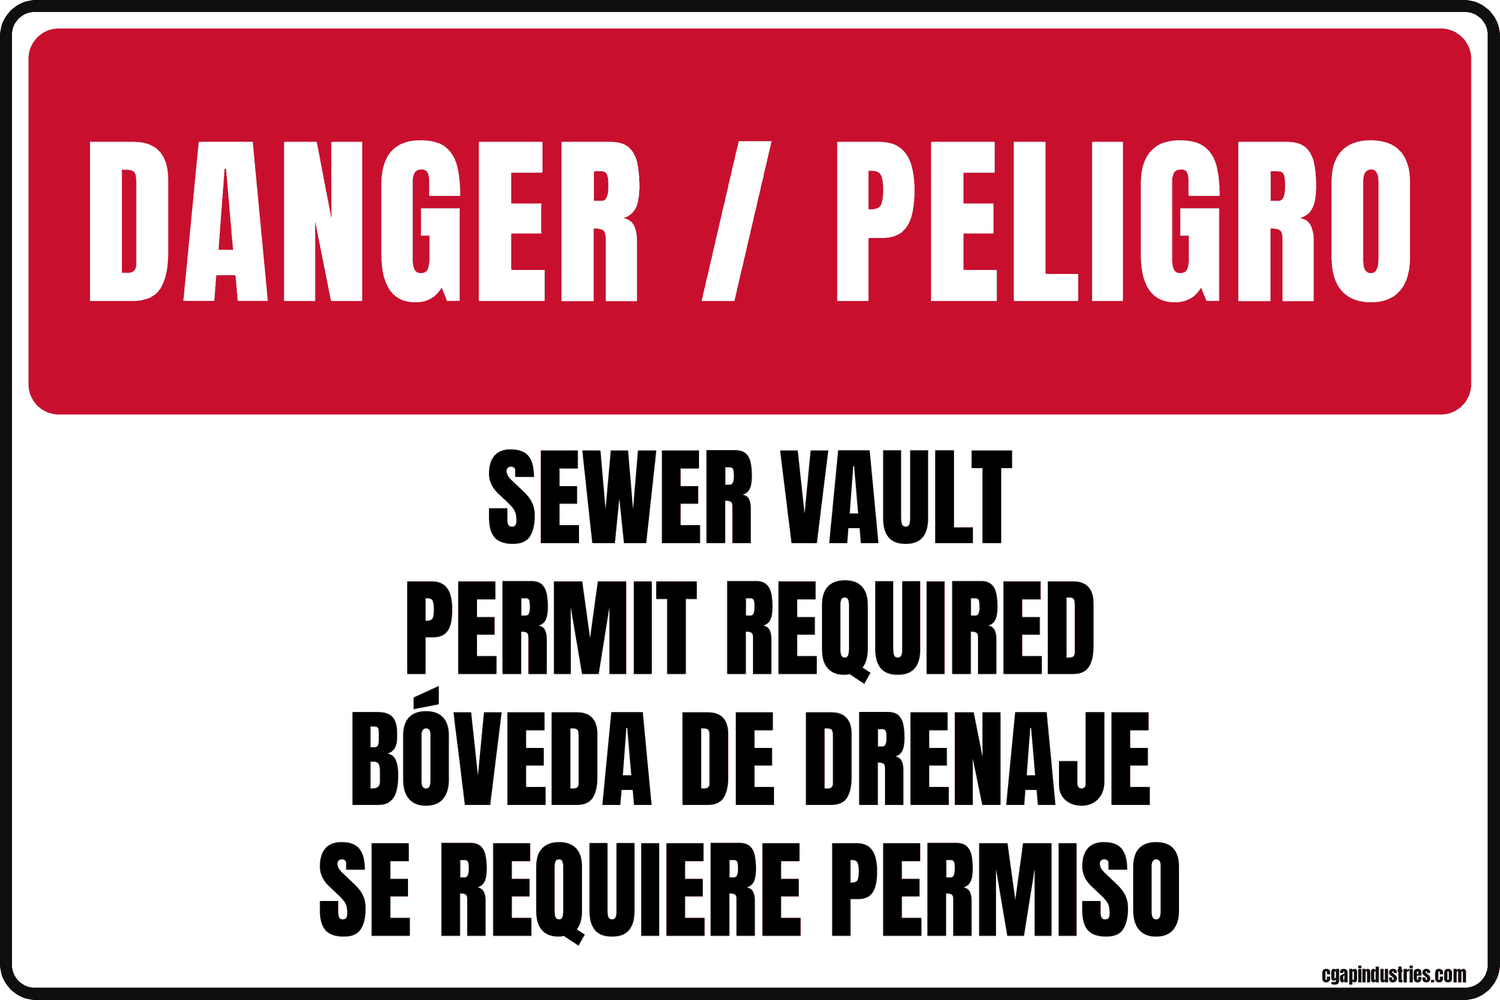 DANGER / PELIGRO
SEWER VAULT
PERMIT REQUIRED
BÓVEDA DE DRENAJE
SE REQUIERE PERMISO
cgapindustries.com